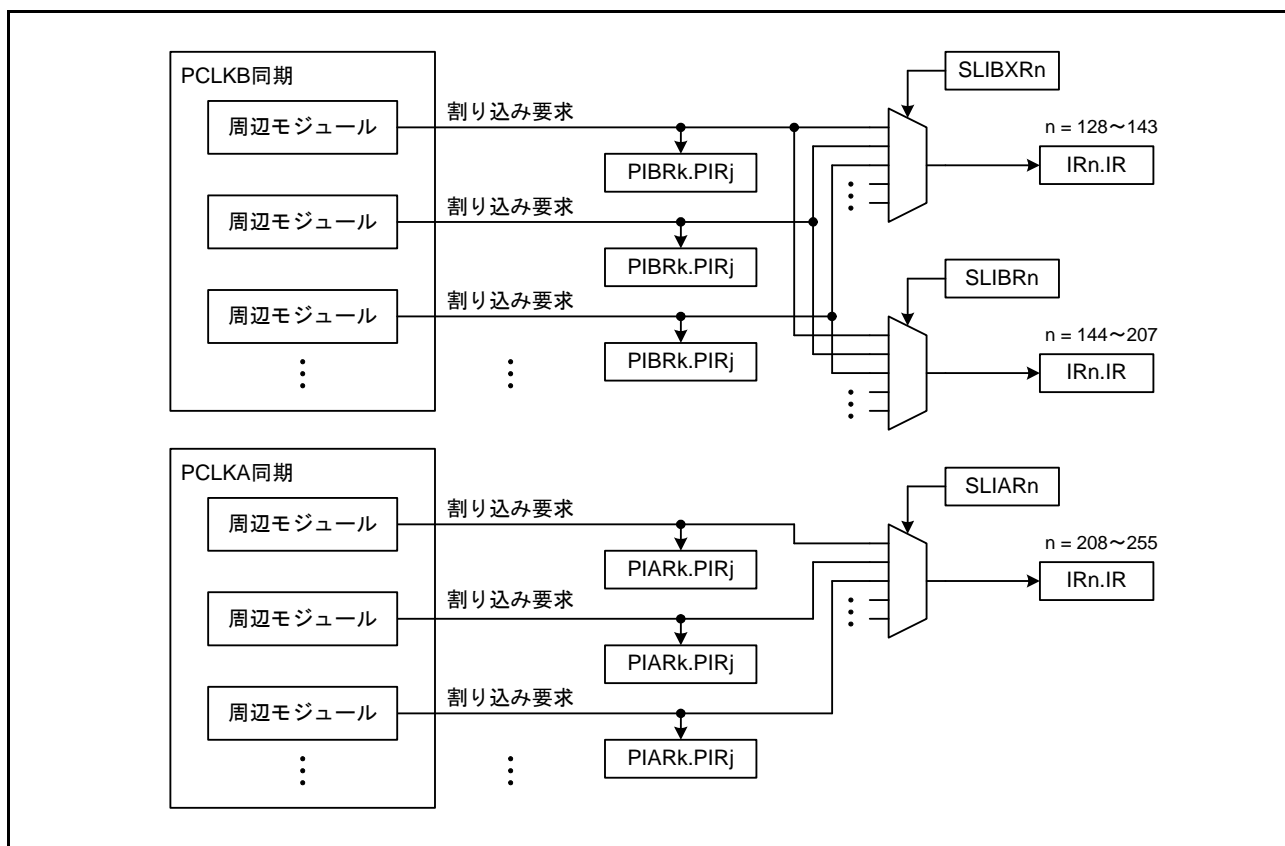 PCLKB同期
SLIBXRn
周辺モジュール
割り込み要求
PIBRk.PIRj
n = 128～143
IRn.IR
周辺モジュール
割り込み要求
PIBRk.PIRj
SLIBRn
周辺モジュール
割り込み要求
PIBRk.PIRj
n = 144～207
IRn.IR
PCLKA同期
SLIARn
周辺モジュール
割り込み要求
PIARk.PIRj
n = 208～255
IRn.IR
周辺モジュール
割り込み要求
PIARk.PIRj
周辺モジュール
割り込み要求
PIARk.PIRj